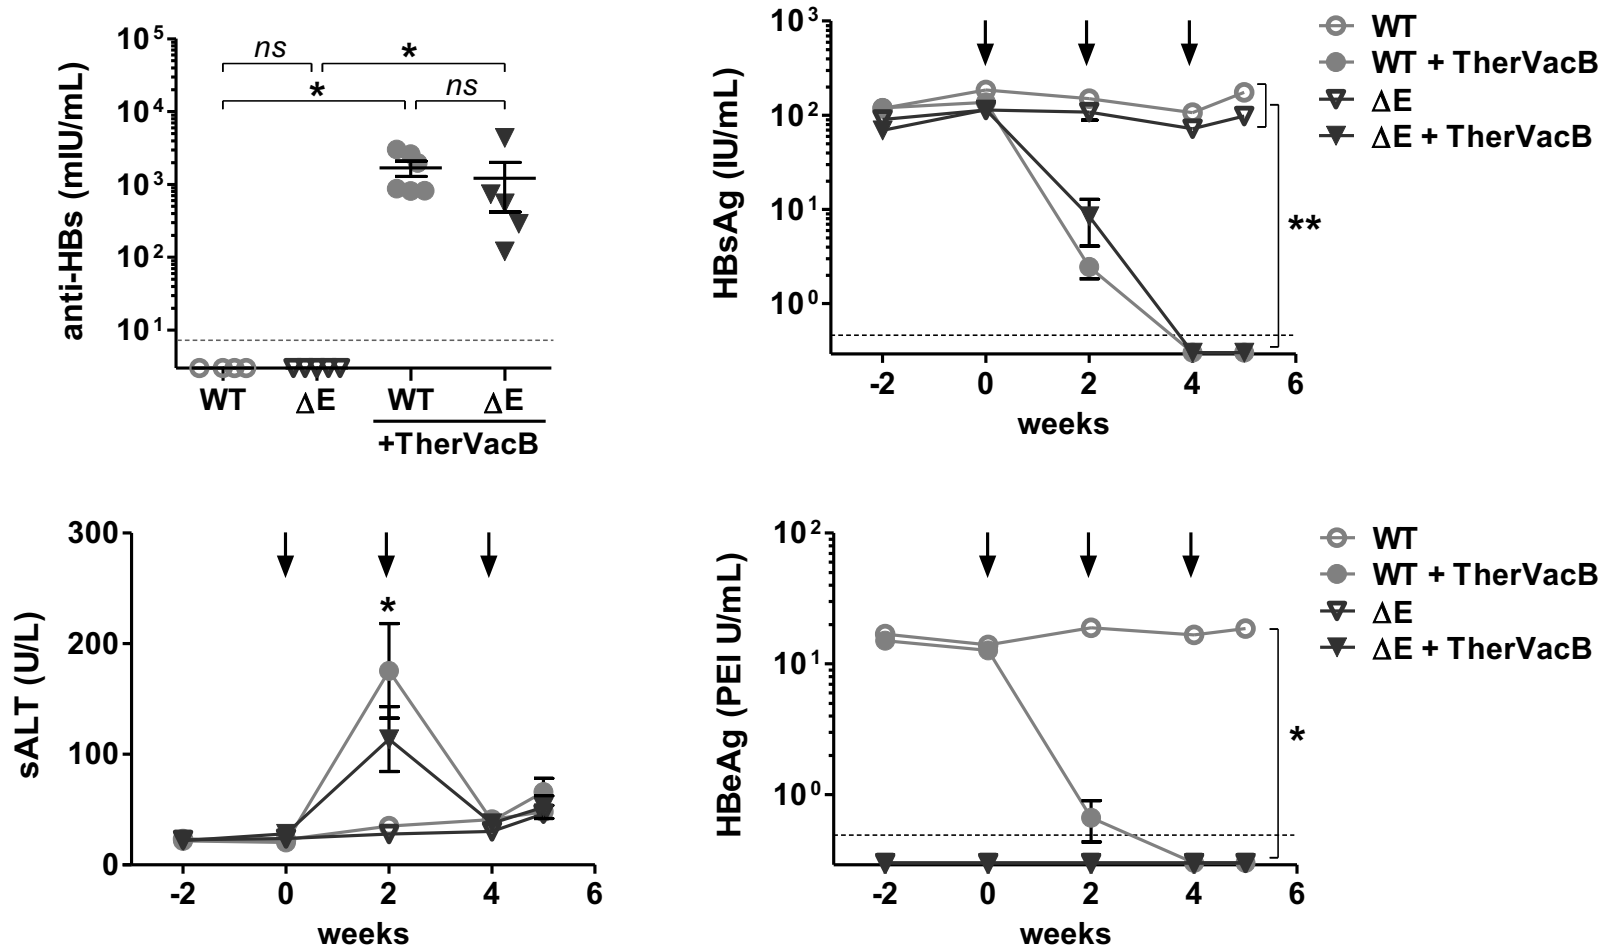 10⁵
10⁴
10³
10²
10¹
anti-HBs (mIU/mL)
ns
*
*
ns
WT ΔE WT ΔE
+TherVacB
10³
10²
10¹
10⁰
HBsAg (IU/mL)
**
-2 0 2 4 6
weeks
WT
WT + TherVacB
ΔE
ΔE + TherVacB
300
200
100
0
sALT (U/L)
*
-2 0 2 4 6
weeks
10²
10¹
10⁰
HBeAg (PEI U/mL)
*
-2 0 2 4 6
weeks
WT
WT + TherVacB
ΔE
ΔE + TherVacB